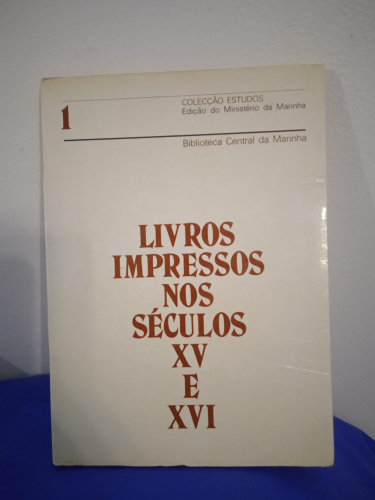 1
COLECÇÃO ESTUDOS
Edição do Ministério da Marinha
Biblioteca Central da Marinha
LIVROS
IMPRESSOS
NOS
SÉCULOS
XV
E
XVI